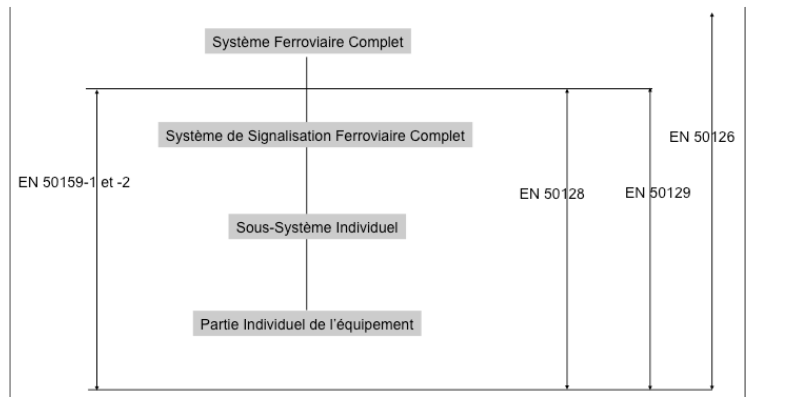 Système Ferroviaire Complet
Système de Signalisation Ferroviaire Complet
EN 50126
EN 50159-1 et -2
EN 50128
EN 50129
Sous-Système Individuel
Partie Individuel de l'équipement